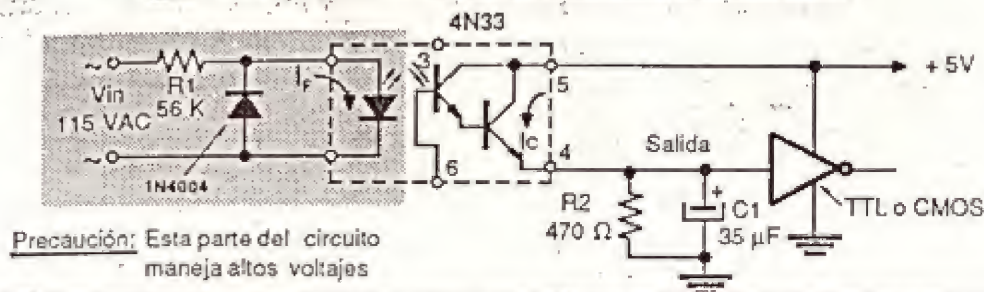 4N33
~
R1
56 K
Vin
115 VAC
~
1N4004
IF
3
5
Ic
4
6
+ 5V
Salida
R2
470 Ω
+
C1
35 µF
TTL o CMOS
Precaución: Esta parte del circuito
maneja altos voltajes